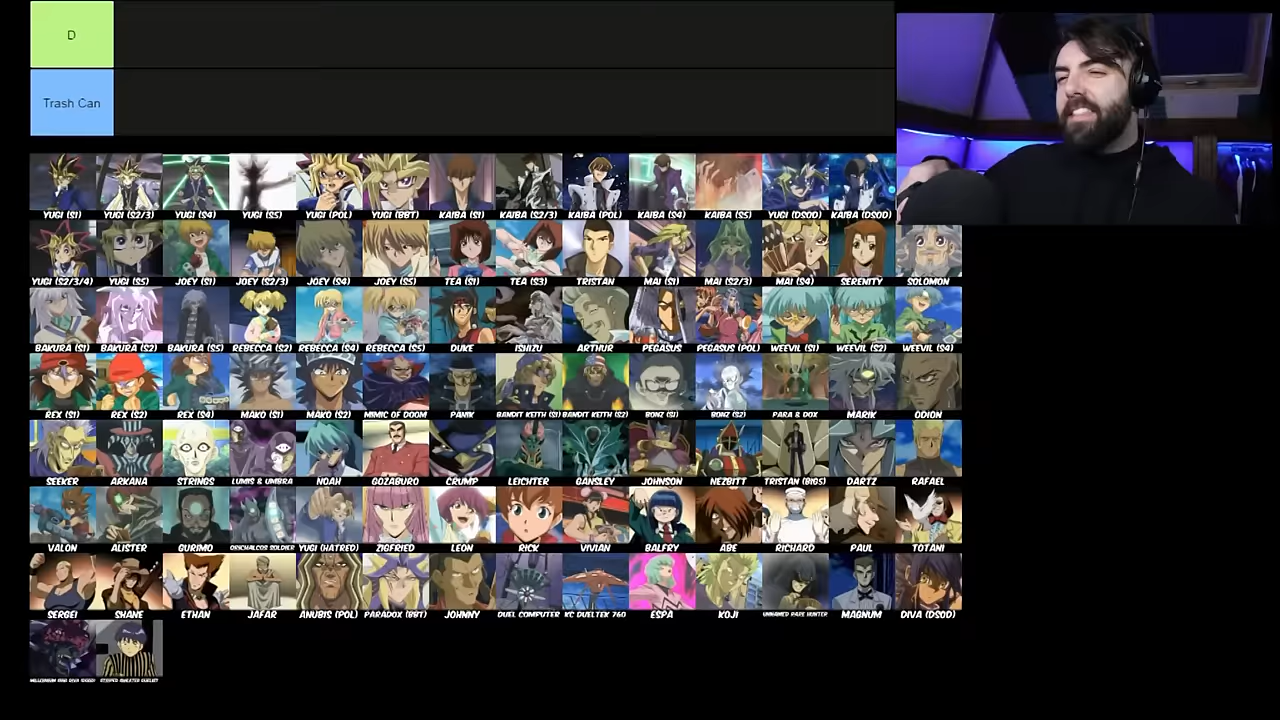 D
Trash Can
YUGI (S1) YUGI (S2/3) YUGI (S4) YUGI (S5) YUGI (POL) YUGI (BBT) KAIBA (S1) KAIBA (S2/3) KAIBA (POL) KAIBA (S4) KAIBA (S5) YUGI (DSOD) KAIBA (DSOD)
YUGI (S2/3/4) YUGI (S5) JOEY (S1) JOEY (S2/3) JOEY (S4) JOEY (S5) TEA (S1) TEA (S3) TRISTAN MAI (S1) MAI (S2/3) MAI (S4) SERENITY SOLOMON
BAKURA (S1) BAKURA (S2) BAKURA (S5) REBECCA (S2) REBECCA (S4) REBECCA (S5) DUKE ISHIZU ARTHUR PEGASUS PEGASUS (POL) WEEVIL (S1) WEEVIL (S2) WEEVIL (S4)
REX (S1) REX (S2) REX (S4) MAKO (S1) MAKO (S2) MIMIC OF DOOM PANIK BANDIT KEITH (S1) BANDIT KEITH (S2) BONZ (S1) BONZ (S2) PARA & DOX MARIK ODION
SEEKER ARKANA STRINGS LUMIS & UMBRA NOAH GOZABURO CRUMP LEICHTER GANSLEY JOHNSON NEZBITT TRISTAN (BIG5) DARTZ RAFAEL
VALON ALISTER GURIMO ORICHALCOS SOLDIER YUGI (HATRED) ZIGFRIED LEON RICK VIVIAN BALFRY ABE RICHARD PAUL TOTANI
SERGEI SHANE ETHAN JAFAR ANUBIS (POL) PARADOX (BBT) JOHNNY DUEL COMPUTER KC DUELTEK 760 ESPA KOJI UNNAMED RARE HUNTER MAGNUM DIVA (DSOD)
MILLENNIUM RING DIVA (DSOD) STRIPED SWEATER DUELIST